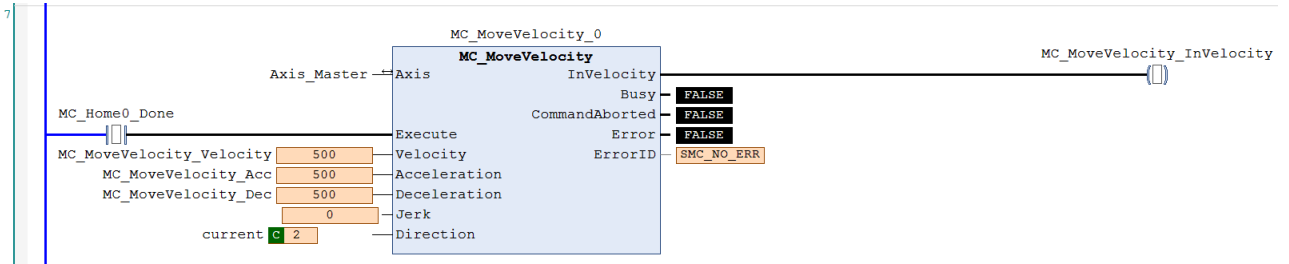 7
MC_MoveVelocity_0
MC_MoveVelocity
MC_MoveVelocity_InVelocity
Axis_Master Axis InVelocity
Busy FALSE
MC_Home0_Done CommandAborted FALSE
Execute Error FALSE
MC_MoveVelocity_Velocity 500 Velocity ErrorID SMC_NO_ERR
MC_MoveVelocity_Acc 500 Acceleration
MC_MoveVelocity_Dec 500 Deceleration
0 Jerk
current C 2 Direction